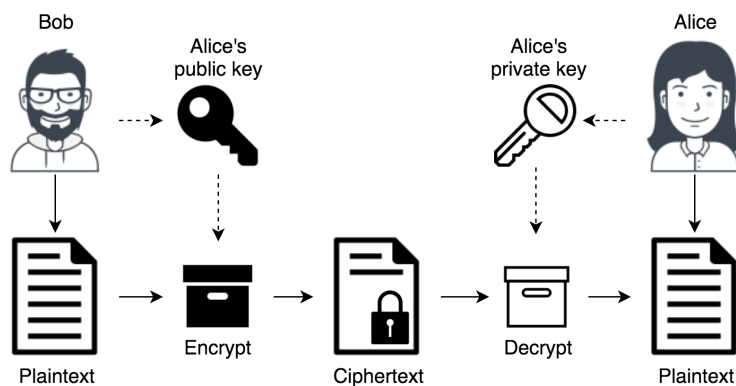 Bob
Alice
Alice's
public key
Alice's
private key
Encrypt
Decrypt
Plaintext
Ciphertext
Plaintext